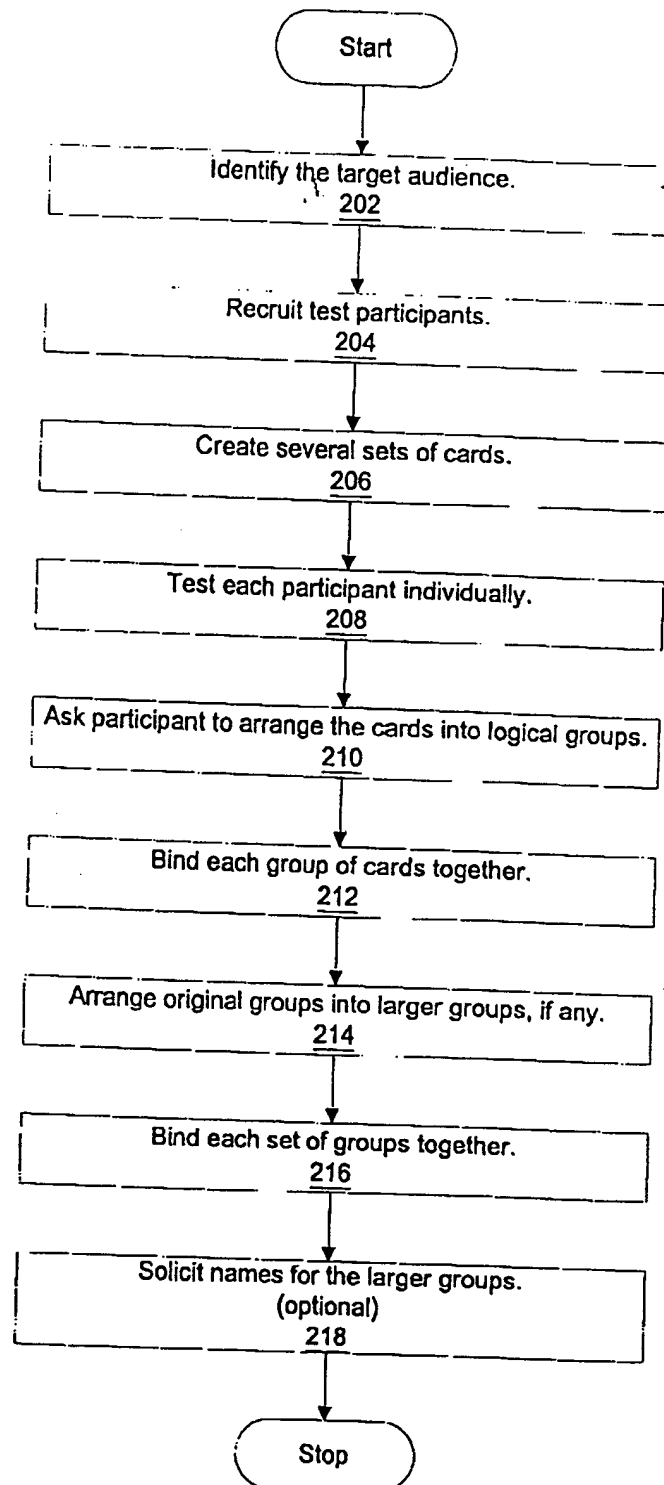 Start
Identify the target audience.
202
Recruit test participants.
204
Create several sets of cards.
206
Test each participant individually.
208
Ask participant to arrange the cards into logical groups.
210
Bind each group of cards together.
212
Arrange original groups into larger groups, if any.
214
Bind each set of groups together.
216
Solicit names for the larger groups.
(optional)
218
Stop